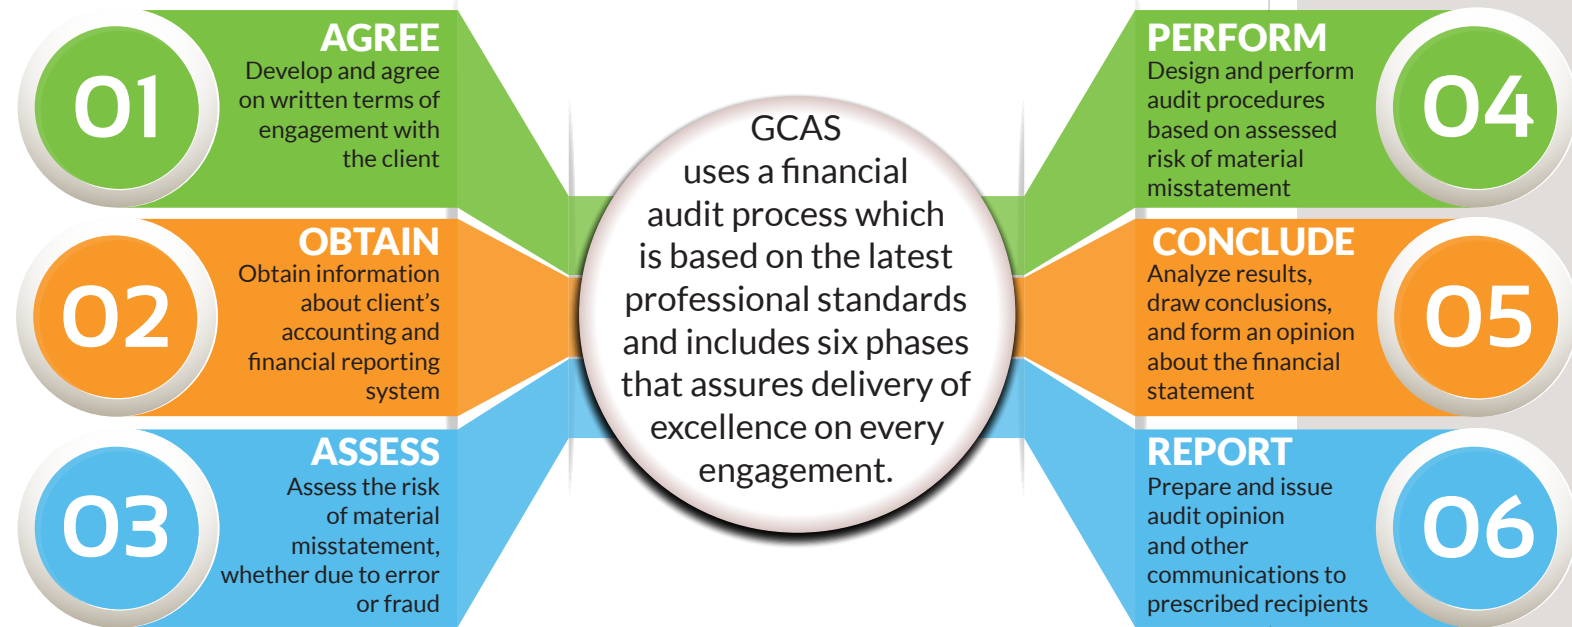 01
AGREE
Develop and agree
on written terms of
engagement with
the client
02
OBTAIN
Obtain information
about client’s
accounting and
financial reporting
system
03
ASSESS
Assess the risk
of material
misstatement,
whether due to error
or fraud
GCAS
uses a financial
audit process which
is based on the latest
professional standards
and includes six phases
that assures delivery of
excellence on every
engagement.
PERFORM
Design and perform
audit procedures
based on assessed
risk of material
misstatement
04
CONCLUDE
Analyze results,
draw conclusions,
and form an opinion
about the financial
statement
05
REPORT
Prepare and issue
audit opinion
and other
communications to
prescribed recipients
06